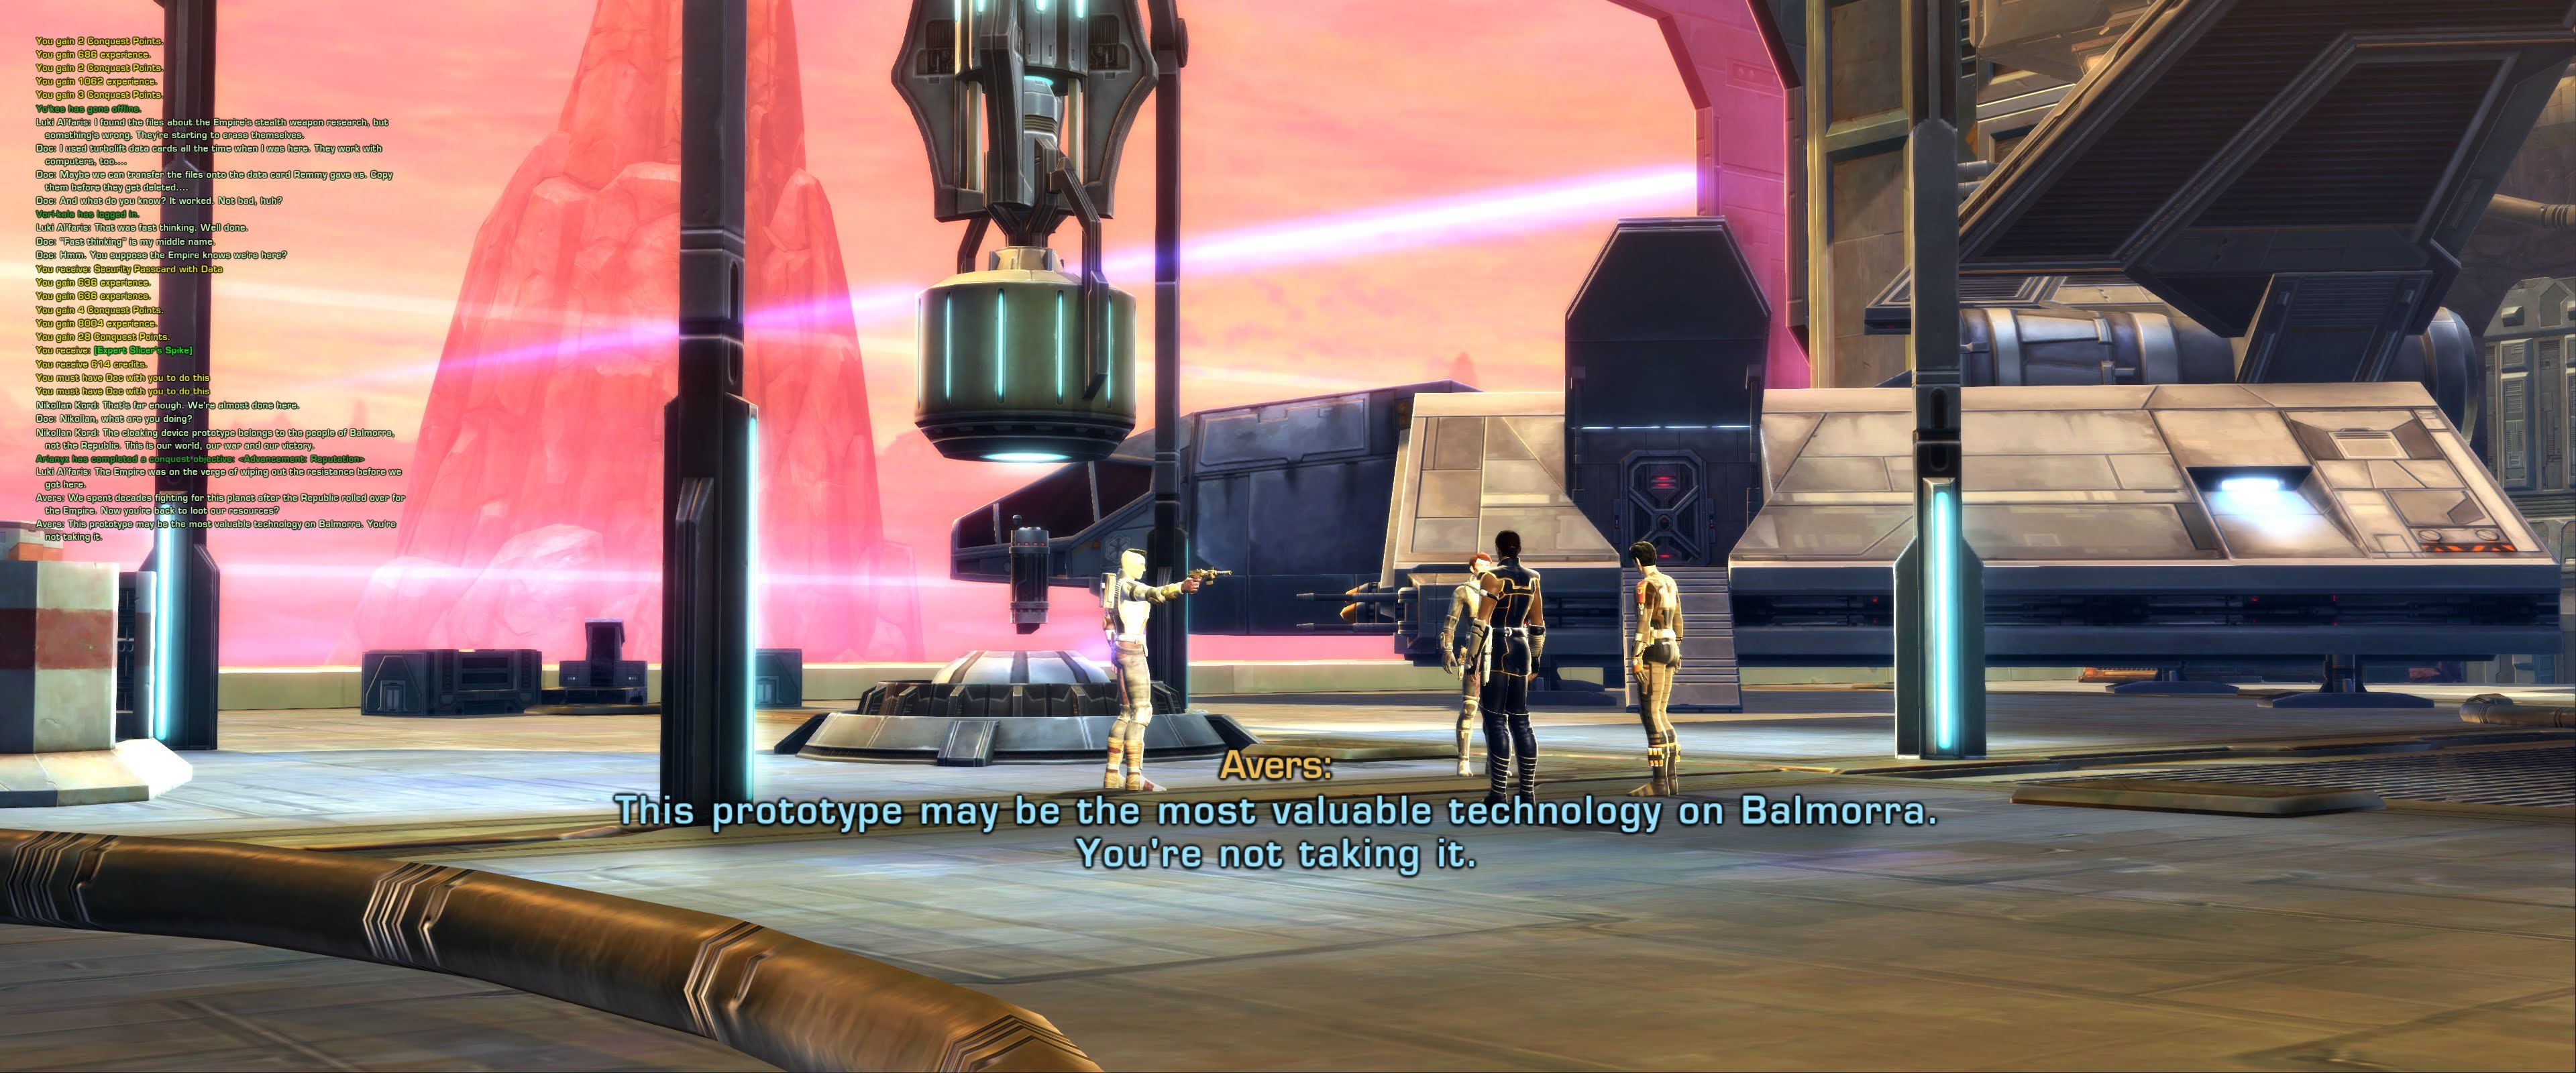 You gain 2 Conquest Points.
You gain 686 experience.
You gain 2 Conquest Points.
You gain 1062 experience.
You gain 3 Conquest Points.
Yo'kee has gone offline.
Luki Al'faris: I found the files about the Empire's stealth weapon research, but
something's wrong. They're starting to erase themselves.
Doc: I used turbolift data cards all the time when I was here. They work with
computers, too....
Doc: Maybe we can transfer the files onto the data card Remmy gave us. Copy
them before they get deleted....
Doc: And what do you know? It worked. Not bad, huh?
has logged in.
Luki Al'faris: That was fast thinking. Well done.
Doc: "Fast thinking" is my middle name.
Doc: Hmm. You suppose the Empire knows we're here?
You receive: Security Passcard with Data
You gain 636 experience.
You gain 636 experience.
You gain 4 Conquest Points.
You gain 8004 experience.
You gain 28 Conquest Points.
You receive: [Expert Slicer's Spike]
You receive 614 credits.
You must have Doc with you to do this
You must have Doc with you to do this
Nikollan Kord: That's far enough. We're almost done here.
Doc: Nikollan, what are you doing?
Nikollan Kord: The cloaking device prototype belongs to the people of Balmorra,
not the Republic. This is our world, our war and our victory.
Arianyx has completed a conquest objective: <Advancement: Reputation>
Luki Al'faris: The Empire was on the verge of wiping out the resistance before we
got here.
Avers: We spent decades fighting for this planet after the Republic rolled over for
the Empire. Now you're back to loot our resources?
Avers: This prototype may be the most valuable technology on Balmorra. You're
not taking it.
Avers:
This prototype may be the most valuable technology on Balmorra.
You're not taking it.